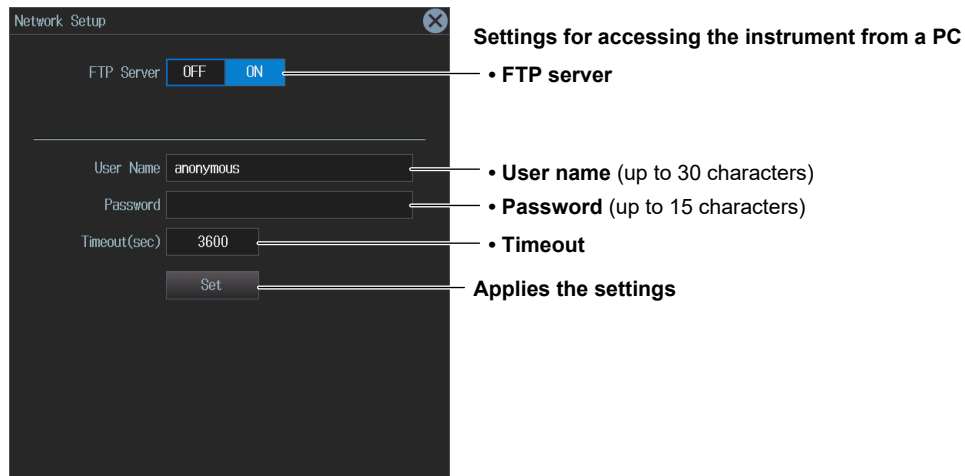 Network Setup
Settings for accessing the instrument from a PC
FTP Server OFF ON
• FTP server
User Name anonymous
• User name (up to 30 characters)
Password
• Password (up to 15 characters)
Timeout(sec) 3600
• Timeout
Set
Applies the settings